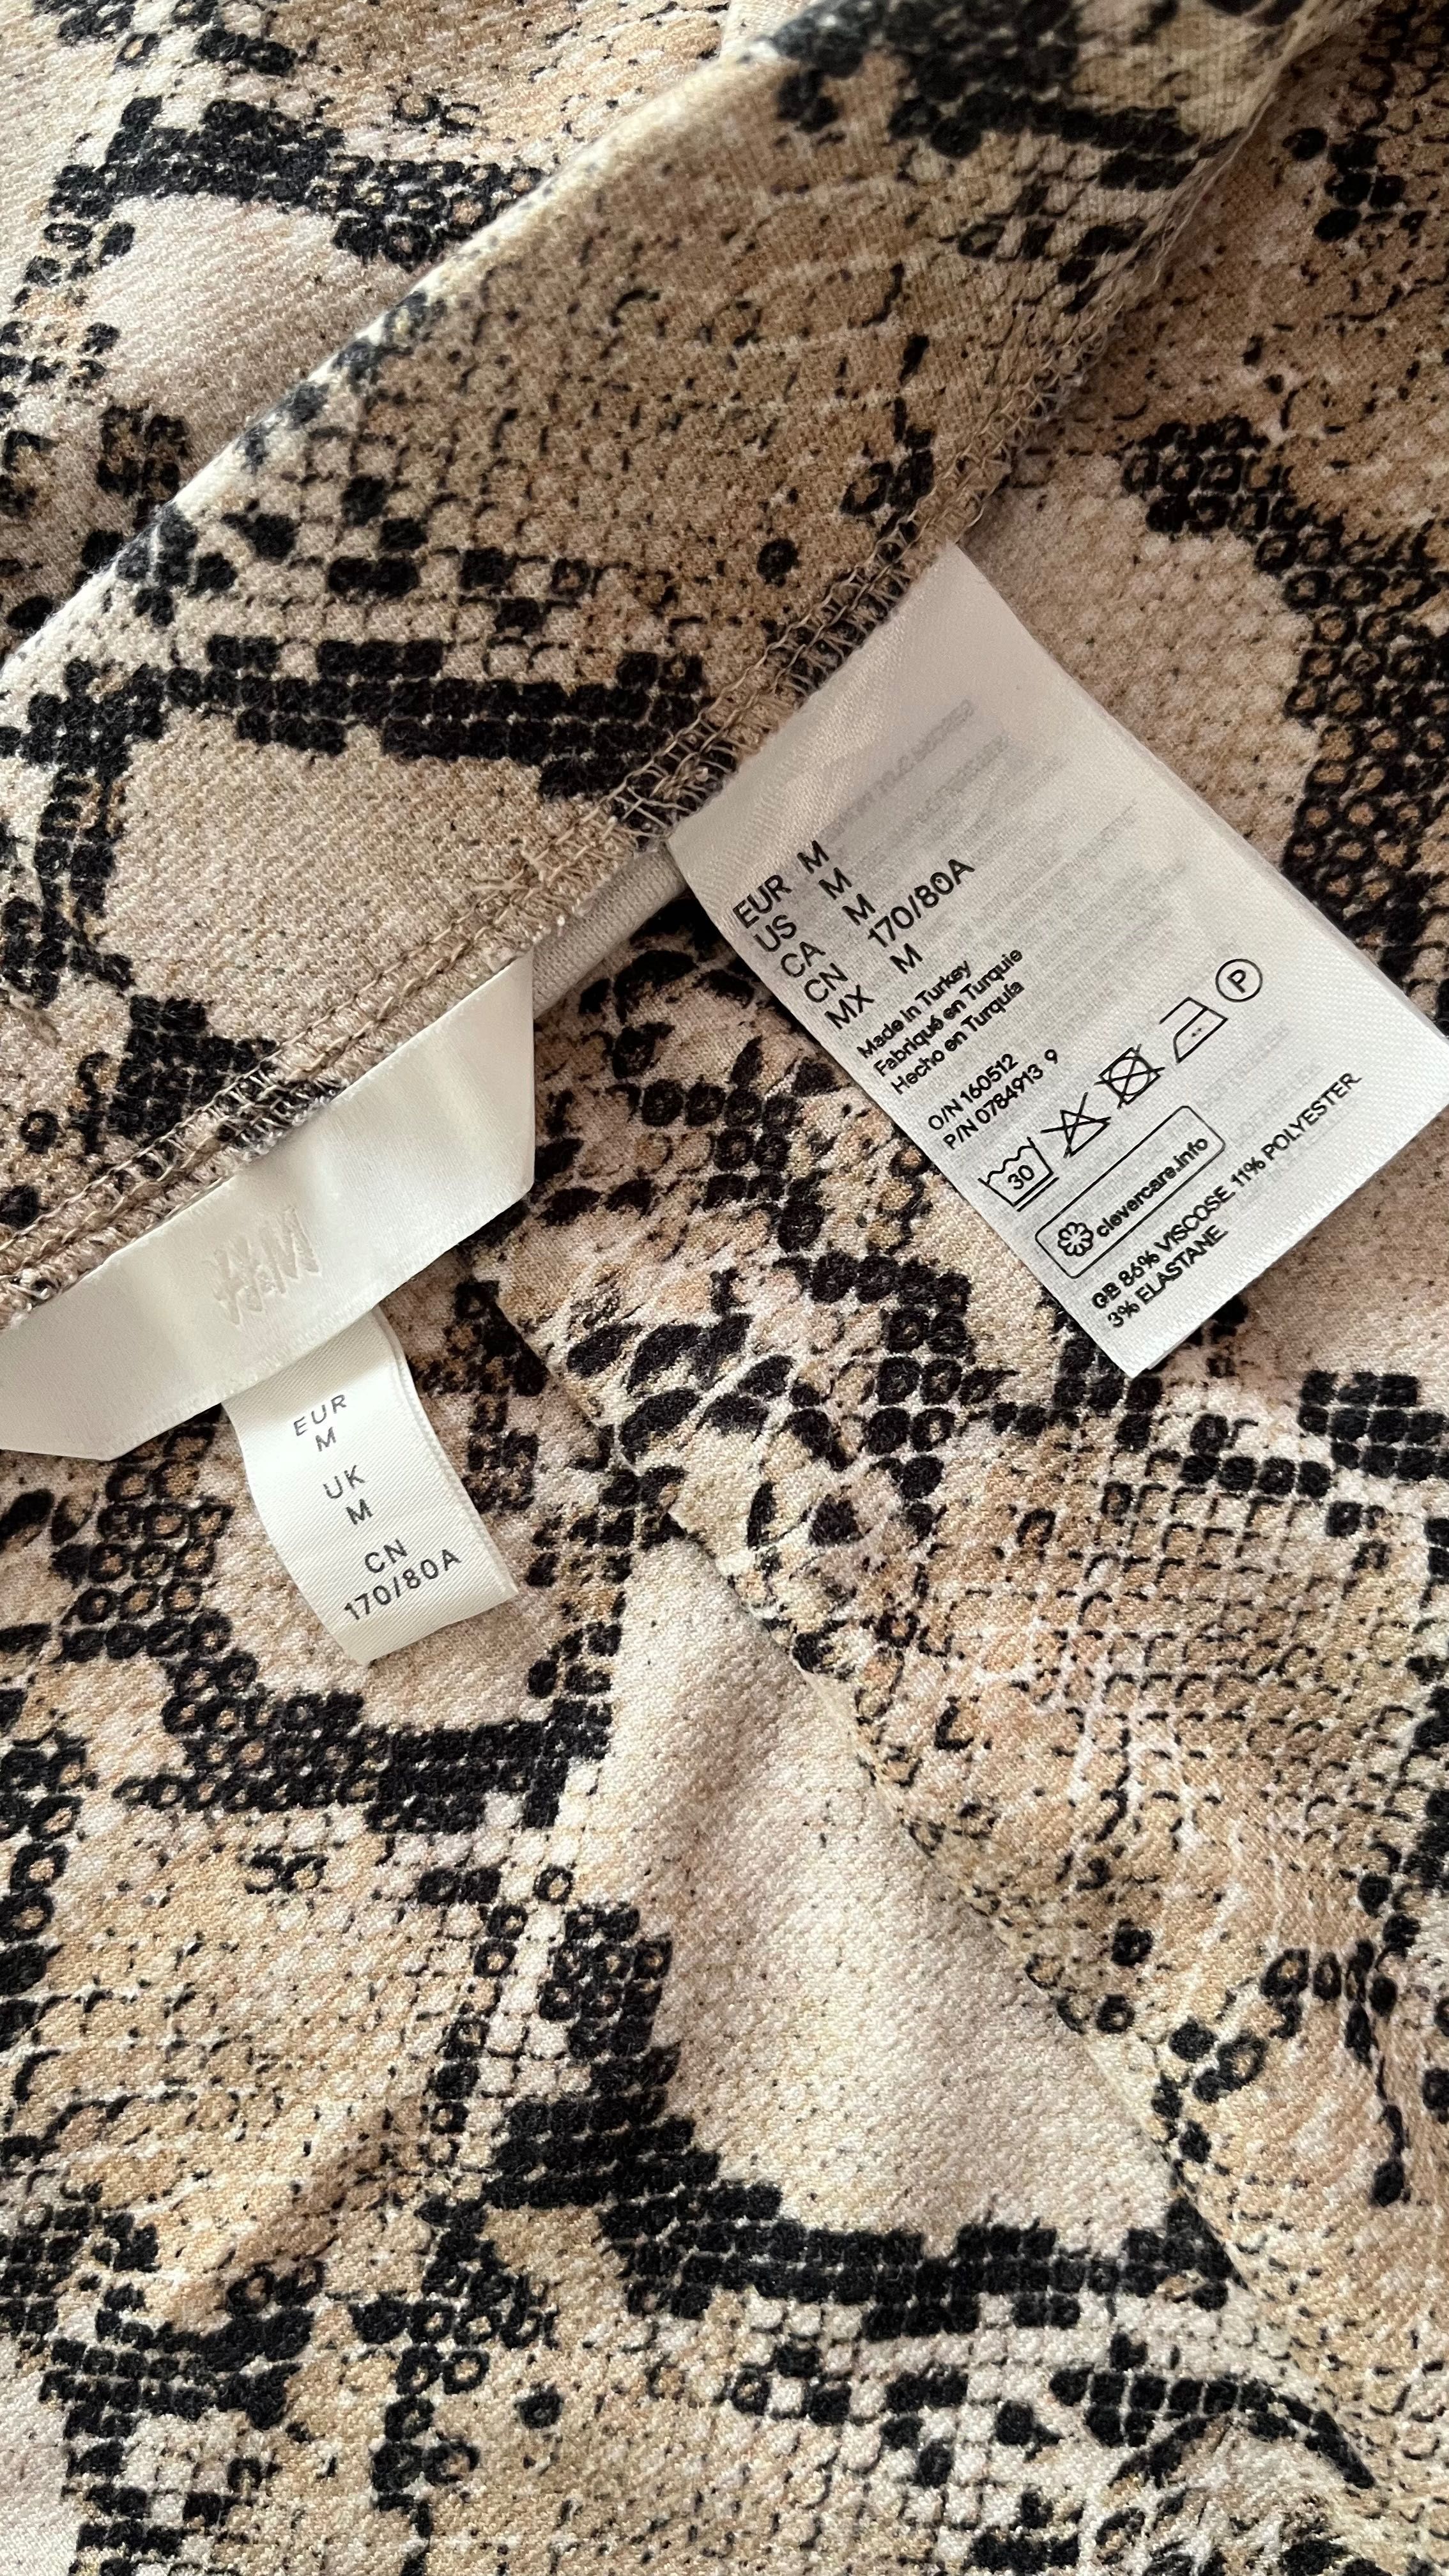 EUR M
US M
CA M
CN 170/80A
MX M
Made in Turkey
Fabriqué en Turquie
Hecho en Turquía
O/N 160512
P/N 0784913 9
30
P
clevercare.info
GB 86% VISCOSE 11% POLYESTER
3% ELASTANE
EUR
M
UK
M
CN
170/80A